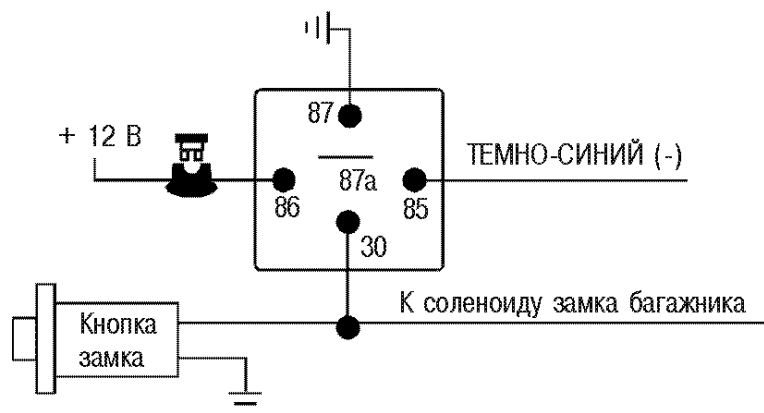 87
+ 12 В
ТЕМНО-СИНИЙ (-)
87а
86
85
30
К соленоиду замка багажника
Кнопка
замка